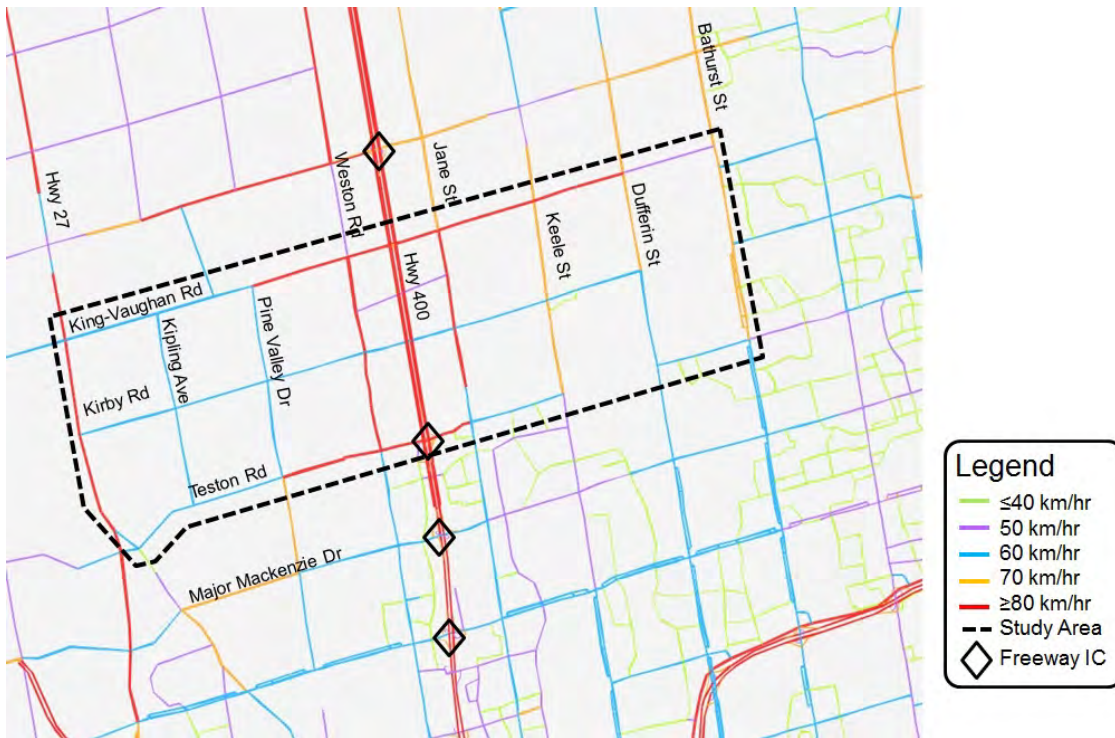 Bathurst St
Jane St
Weston Rd
Hwy 27
Dufferin St
Keele St
Hwy 400
King-Vaughan Rd
Pine Valley Dr
Kipling Ave
Kirby Rd
Teston Rd
Major Mackenzie Dr
Legend
≤40 km/hr
50 km/hr
60 km/hr
70 km/hr
≥80 km/hr
Study Area
Freeway IC